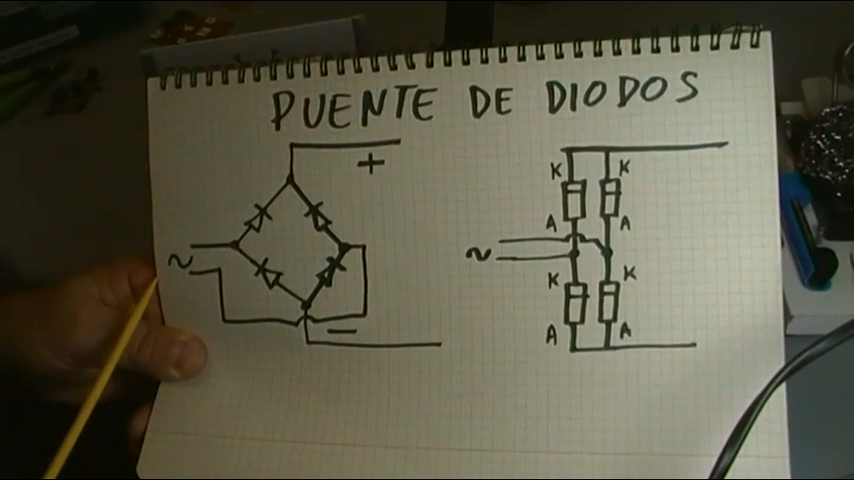 PUENTE DE DIODOS
+
K K
A A
~ ~
K K
—
A A